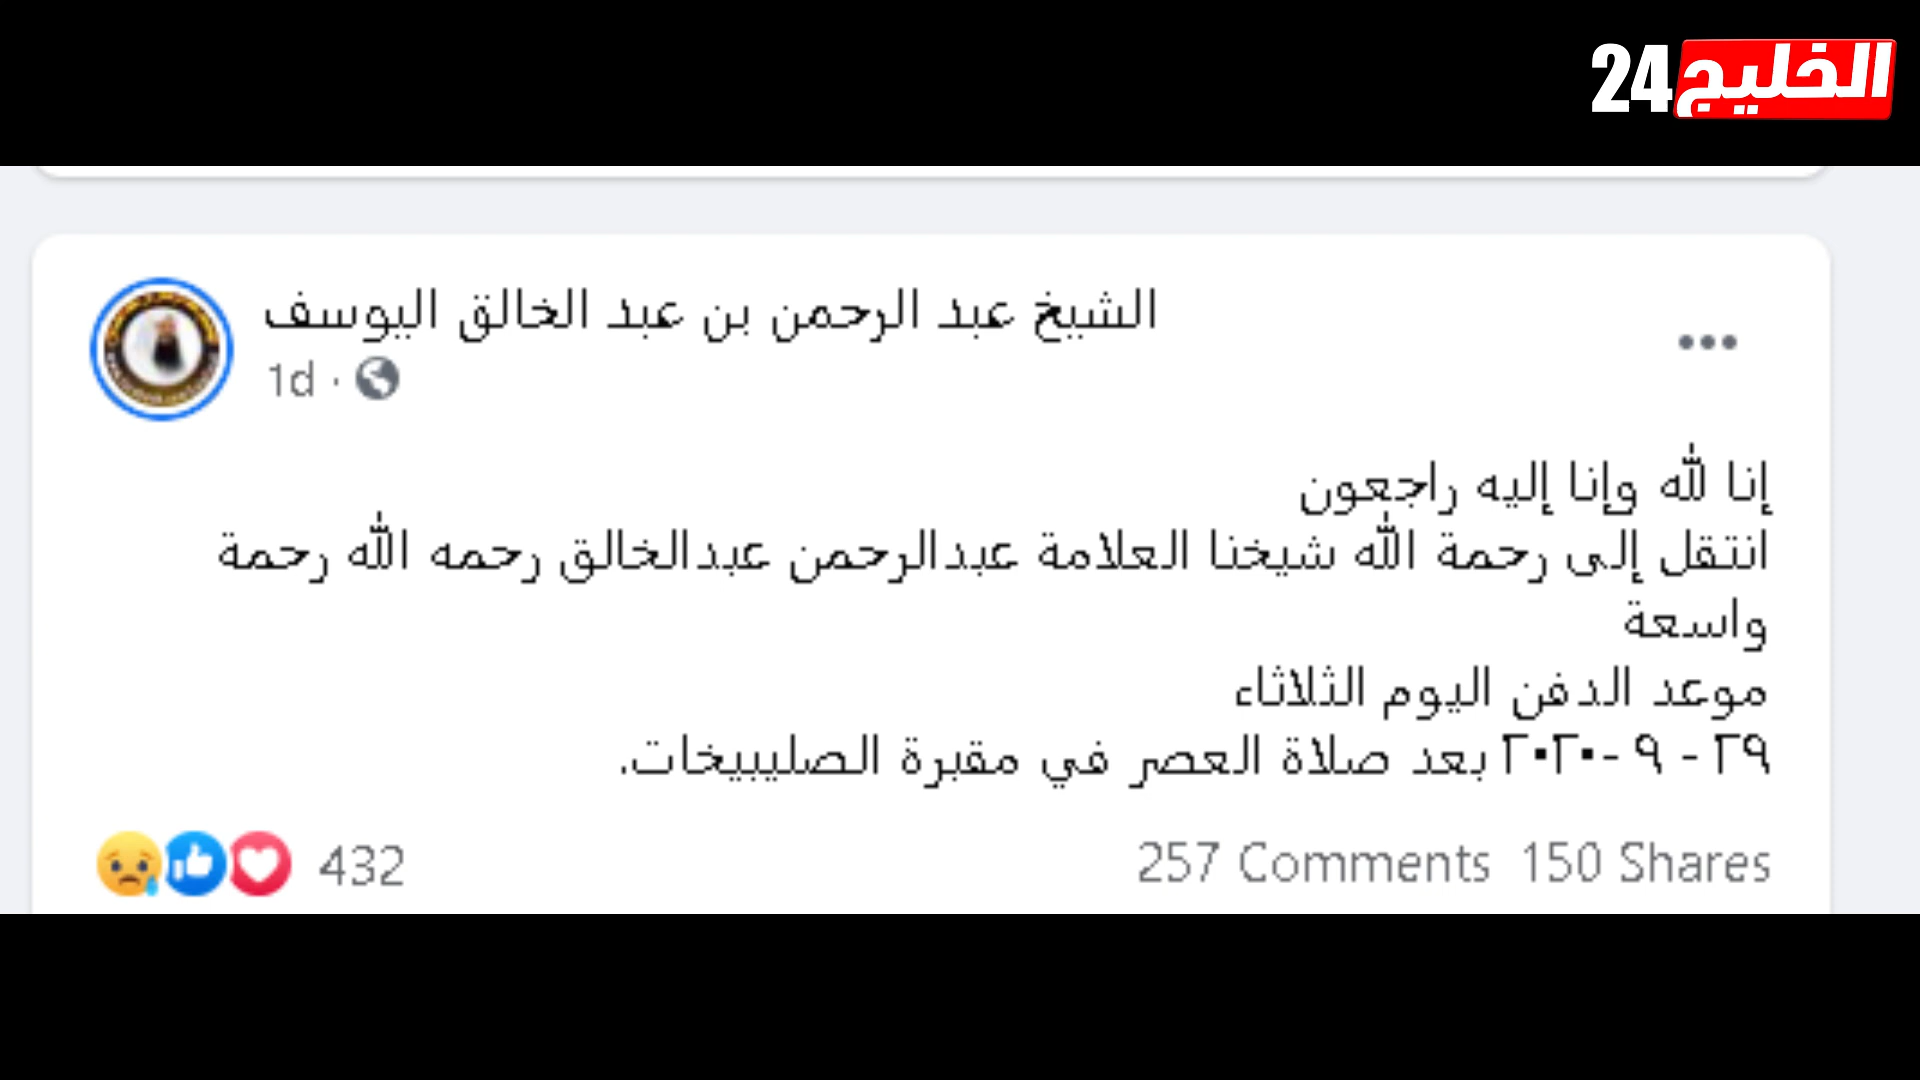 الخليج24
الشيخ عبد الرحمن بن عبد الخالق اليوسف
1d ·
إنا لله وإنا إليه راجعون
انتقل إلى رحمة الله شيخنا العلامة عبدالرحمن عبدالخالق رحمه الله رحمة
واسعة
موعد الدفن اليوم الثلاثاء
٢٩ - ٩ -٢٠٢٠ بعد صلاة العصر في مقبرة الصليبيخات.
432
257 Comments 150 Shares